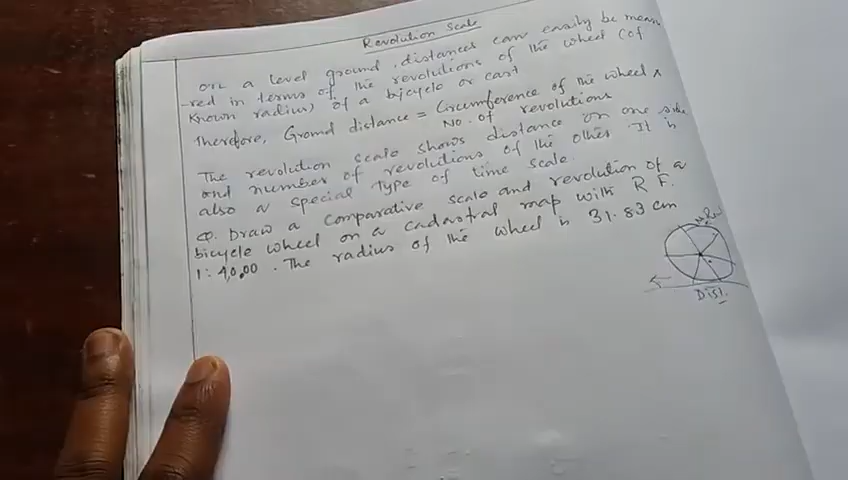 Revolution Scale
On a level ground, distances can easily be measu
-red in terms of the revolutions of the wheel (of
known radius) of a bicycle or cart
Therefore, Ground distance = Circumference of the wheel x
No. of revolutions
The revolution scale shows distance on one side
and number of revolutions of the other. It is
also a special type of time scale.
Q. Draw a comparative scale and revolution of a
bicycle wheel on a cadastral map with R F.
1: 40,00 . The radius of the wheel is 31.83 cm
Dist.